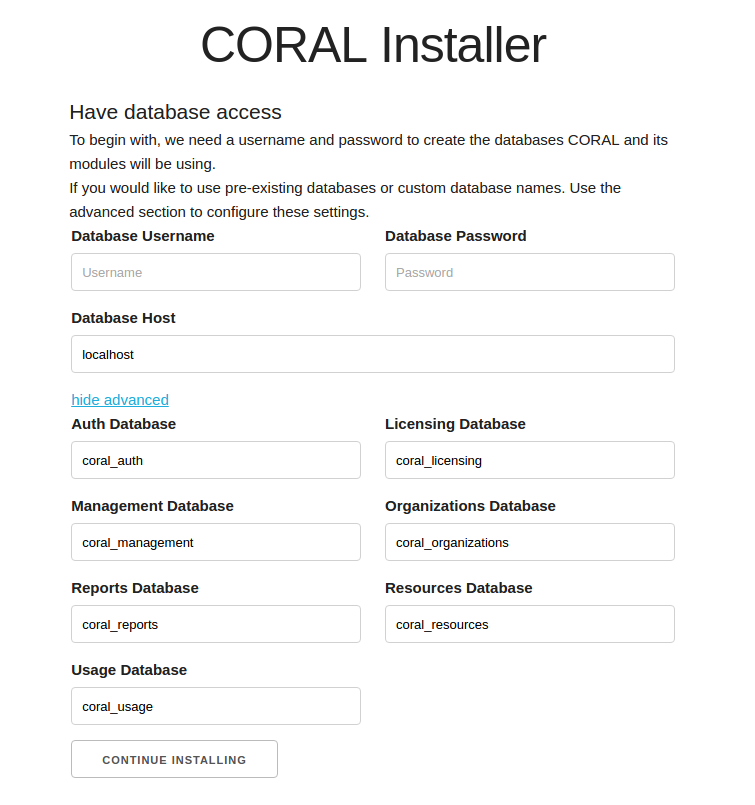 CORAL Installer
Have database access
To begin with, we need a username and password to create the databases CORAL and its
modules will be using.
If you would like to use pre-existing databases or custom database names. Use the
advanced section to configure these settings.
Database Username
Database Password
Username
Password
Database Host
localhost
hide advanced
Auth Database
Licensing Database
coral_auth
coral_licensing
Management Database
Organizations Database
coral_management
coral_organizations
Reports Database
Resources Database
coral_reports
coral_resources
Usage Database
coral_usage
CONTINUE INSTALLING